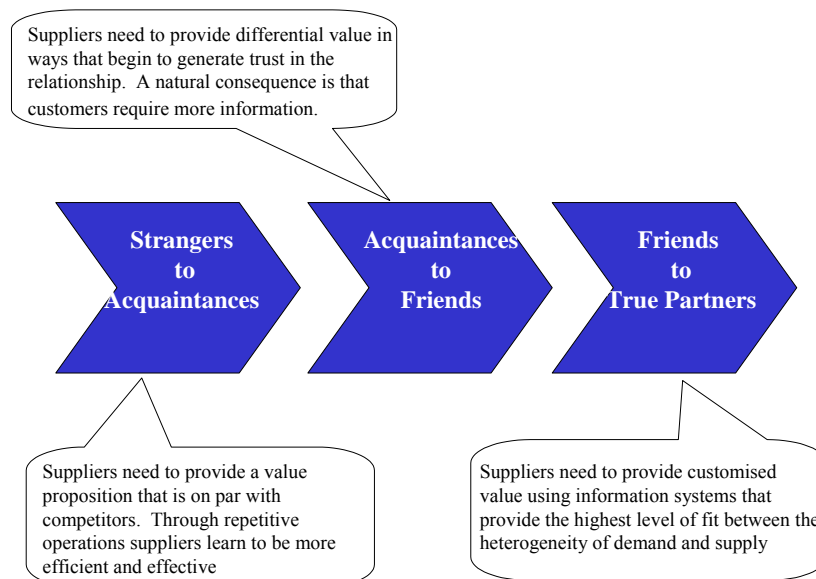 Suppliers need to provide differential value in
ways that begin to generate trust in the
relationship.  A natural consequence is that
customers require more information.
Strangers
to
Acquaintances
Acquaintances
to
Friends
Friends
to
True Partners
Suppliers need to provide a value
proposition that is on par with
competitors.  Through repetitive
operations suppliers learn to be more
efficient and effective
Suppliers need to provide customised
value using information systems that
provide the highest level of fit between the
heterogeneity of demand and supply